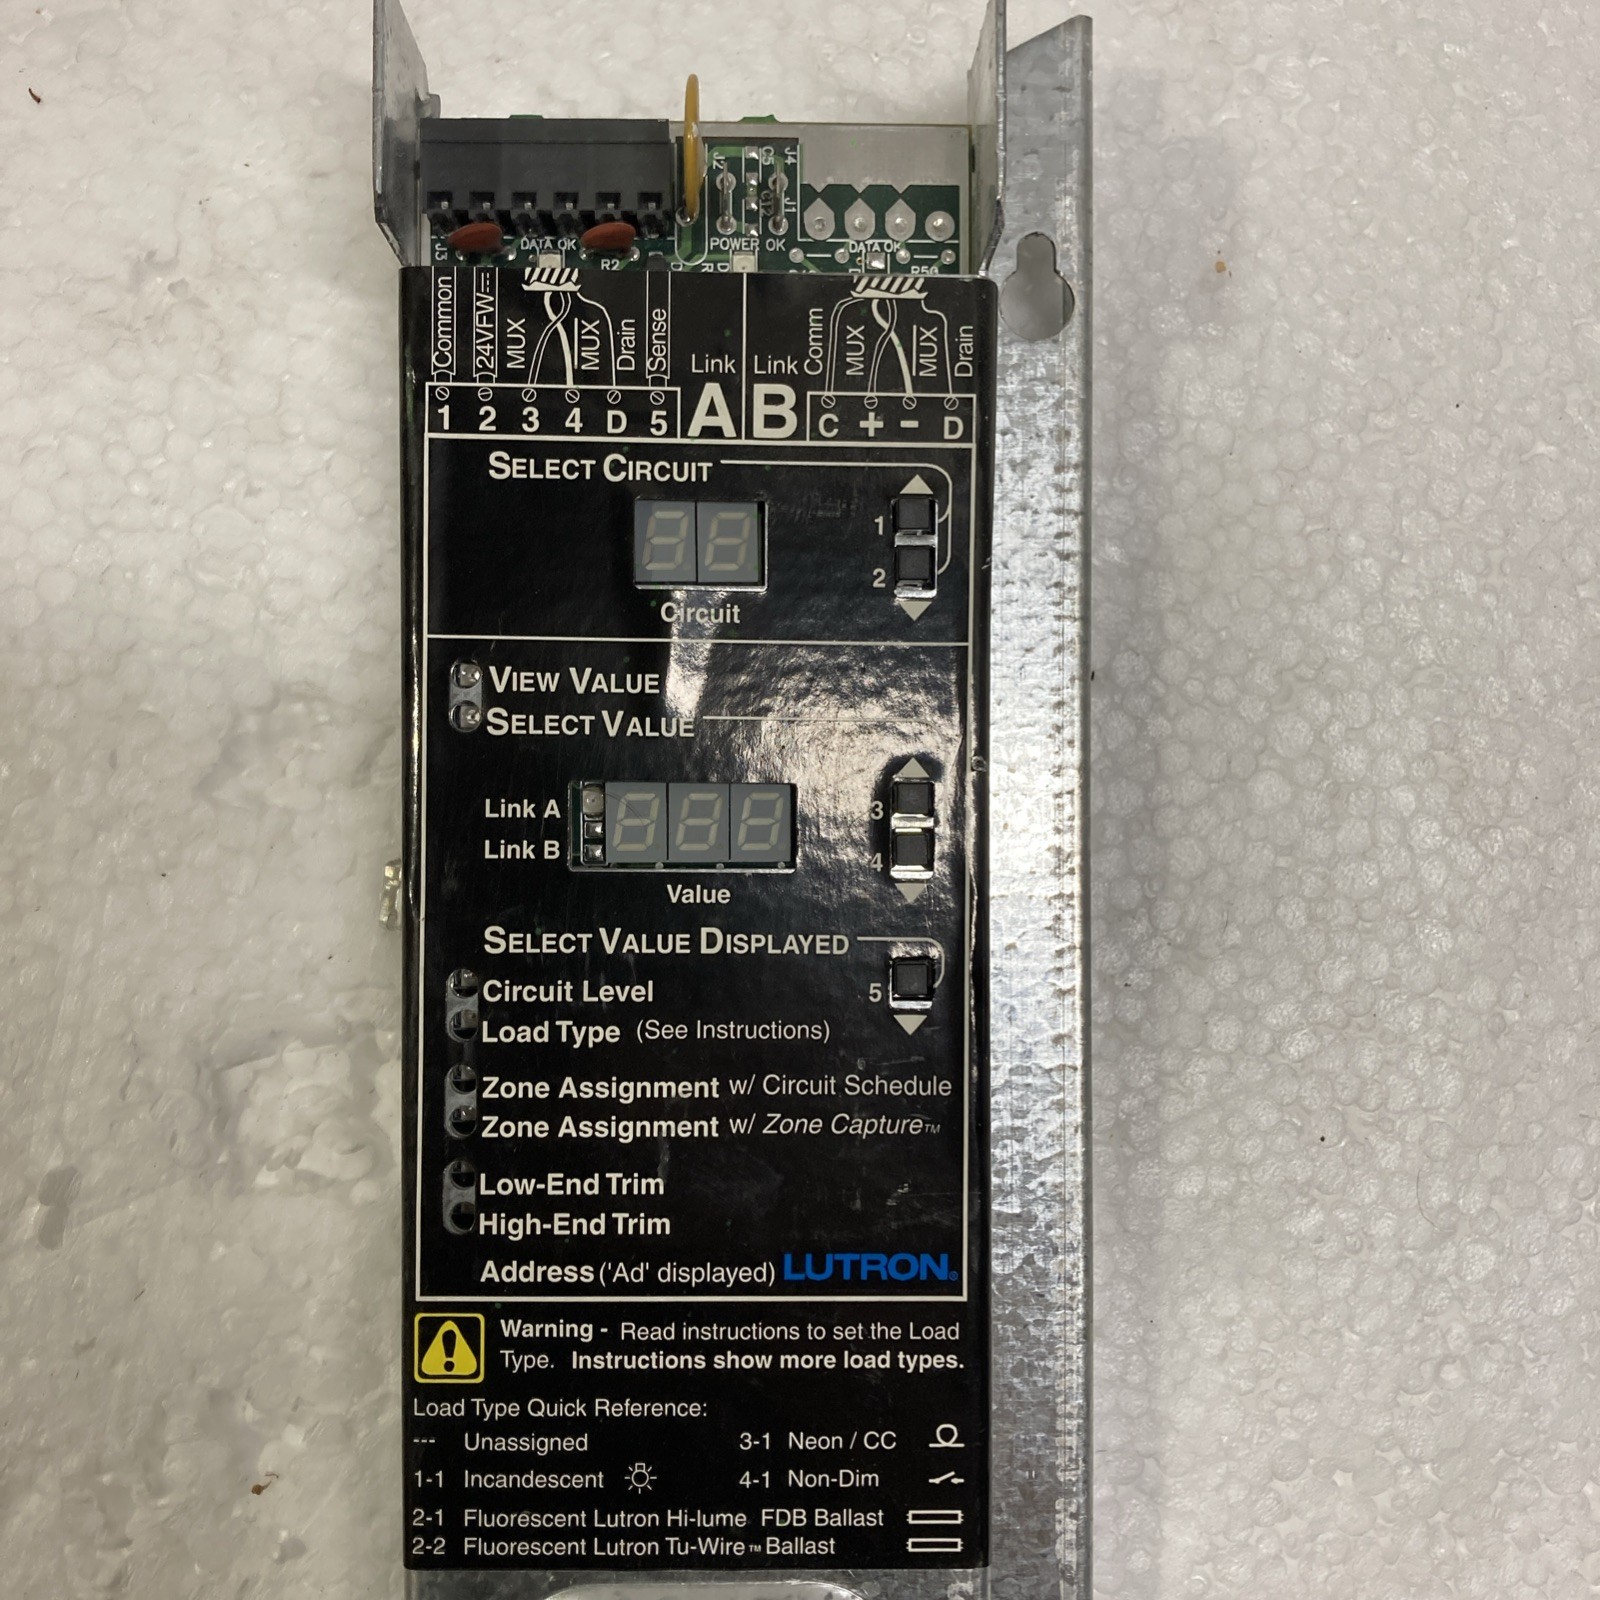 J2 C5 J4
C12 J1
J3 DATA OK R2 POWER OK DATA OK R50
Common 24VFW MUX MUX Drain Sense Link Link Comm MUX MUX Drain
1 2 3 4 D 5 A B C + - D
SELECT CIRCUIT
1
2
Circuit
VIEW VALUE
SELECT VALUE
Link A
3
Link B
4
Value
SELECT VALUE DISPLAYED
Circuit Level
5
Load Type (See Instructions)
Zone Assignment w/ Circuit Schedule
Zone Assignment w/ Zone Capture™
Low-End Trim
High-End Trim
Address ('Ad' displayed) LUTRON®
Warning - Read instructions to set the Load
Type. Instructions show more load types.
Load Type Quick Reference:
--- Unassigned 3-1 Neon / CC
1-1 Incandescent 4-1 Non-Dim
2-1 Fluorescent Lutron Hi-lume FDB Ballast
2-2 Fluorescent Lutron Tu-Wire™ Ballast